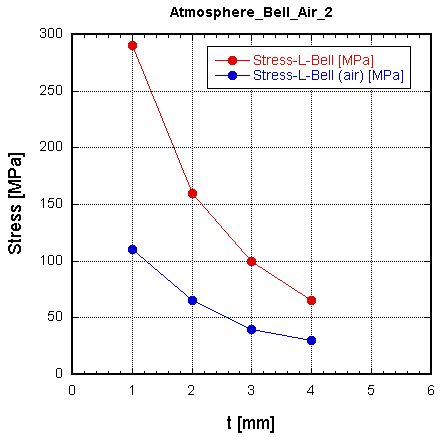 Atmosphere_Bell_Air_2
Stress-L-Bell [MPa]
Stress-L-Bell (air) [MPa]
Stress [MPa]
300
250
200
150
100
50
0
0 1 2 3 4 5 6
t [mm]